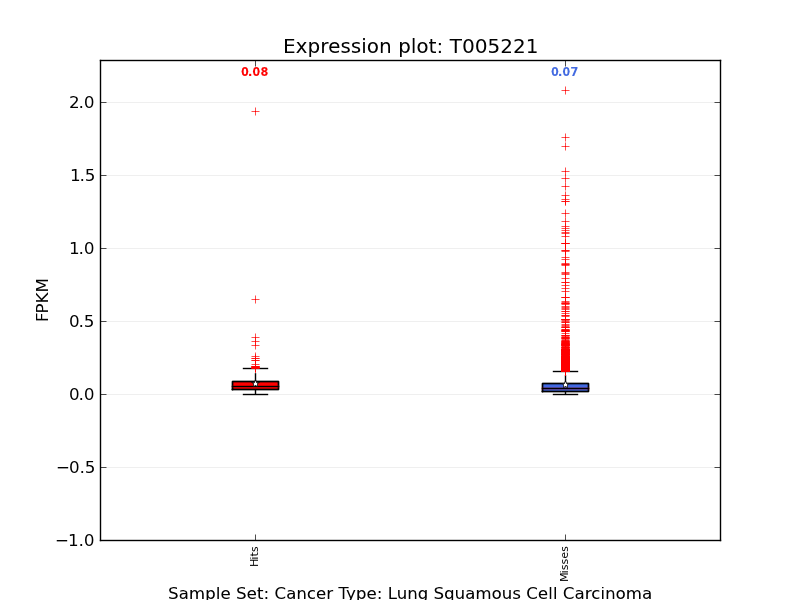 Expression plot: T005221
0.08
0.07
2.0
1.5
1.0
0.5
0.0
−0.5
−1.0
FPKM
Hits
Misses
Sample Set: Cancer Type: Lung Squamous Cell Carcinoma